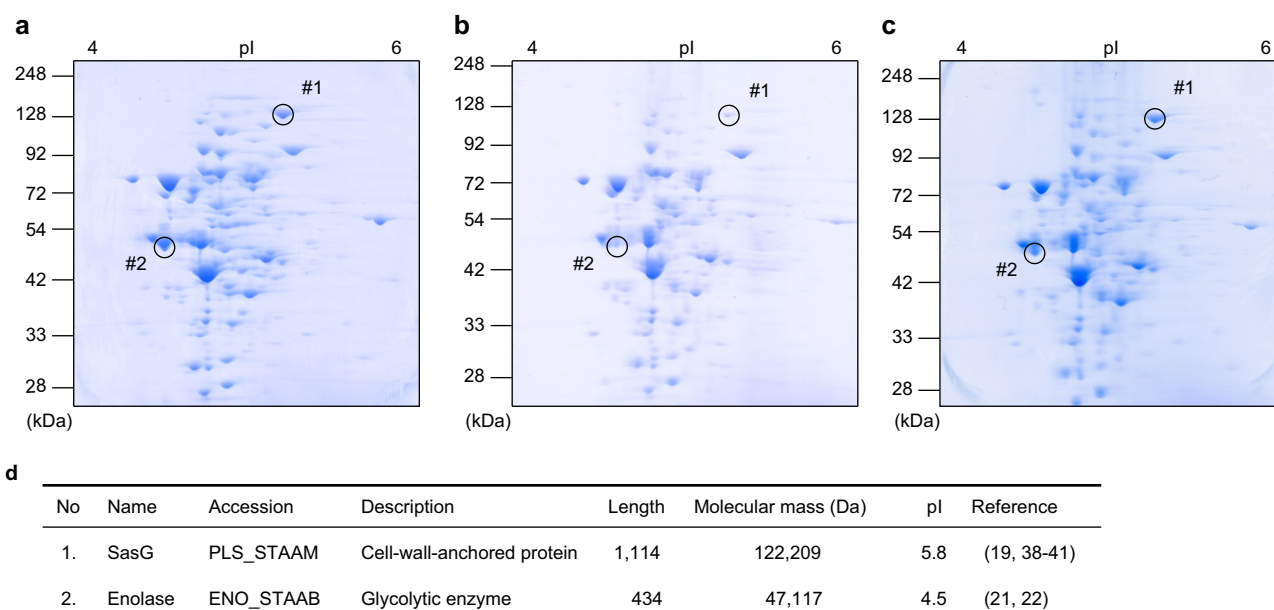 a
4 pI 6
248
128
92
72
54
42
33
28
(kDa)
#1
#2
b
4 pI 6
248
128
92
72
54
42
33
28
(kDa)
#1
#2
c
4 pI 6
248
128
92
72
54
42
33
28
(kDa)
#1
#2
d
No Name Accession Description Length Molecular mass (Da) pI Reference
1. SasG PLS_STAAM Cell-wall-anchored protein 1,114 122,209 5.8 (19, 38-41)
2. Enolase ENO_STAAB Glycolytic enzyme 434 47,117 4.5 (21, 22)